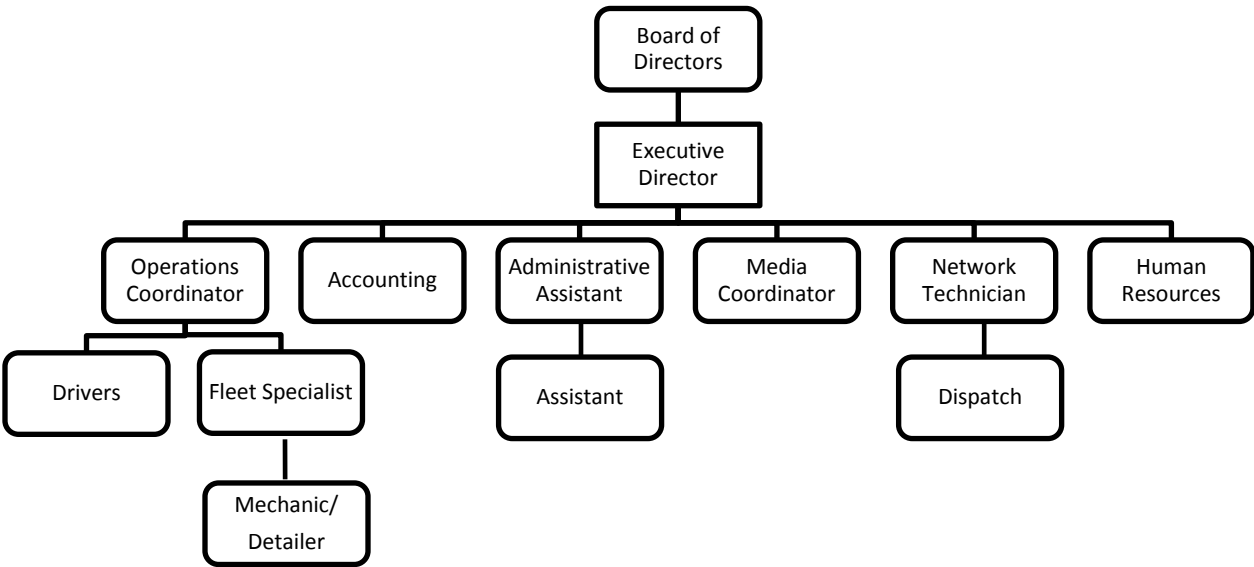 Board of
Directors
Executive
Director
Operations
Coordinator
Accounting
Administrative
Assistant
Media
Coordinator
Network
Technician
Human
Resources
Drivers
Fleet Specialist
Assistant
Dispatch
Mechanic/
Detailer